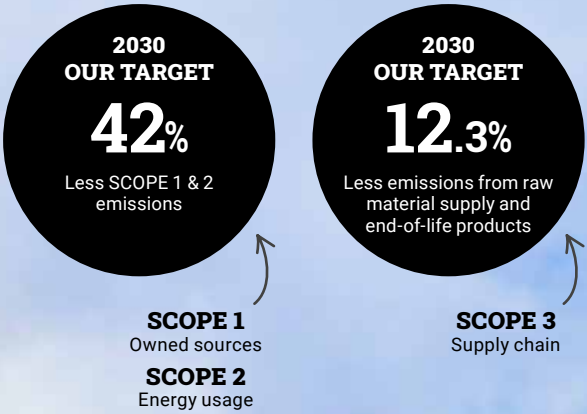 2030
OUR TARGET
42%
Less SCOPE 1 & 2
emissions
SCOPE 1
Owned sources
SCOPE 2
Energy usage
2030
OUR TARGET
12.3%
Less emissions from raw
material supply and
end-of-life products
SCOPE 3
Supply chain